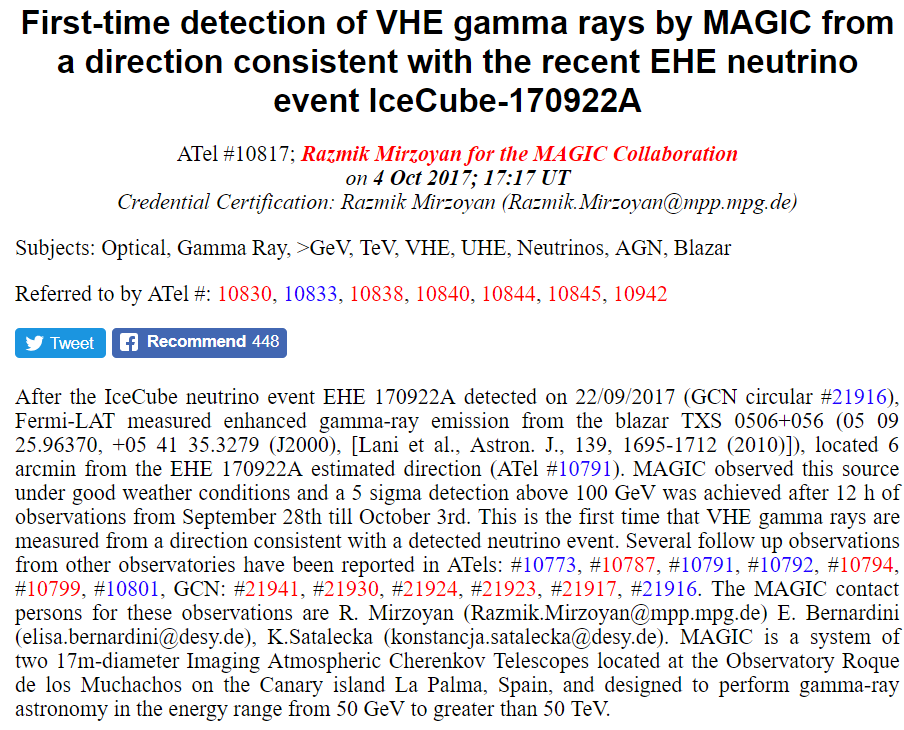 First-time detection of VHE gamma rays by MAGIC from
a direction consistent with the recent EHE neutrino
event IceCube-170922A
ATel #10817; Razmik Mirzoyan for the MAGIC Collaboration
on 4 Oct 2017; 17:17 UT
Credential Certification: Razmik Mirzoyan (Razmik.Mirzoyan@mpp.mpg.de)
Subjects: Optical, Gamma Ray, >GeV, TeV, VHE, UHE, Neutrinos, AGN, Blazar
Referred to by ATel #: 10830, 10833, 10838, 10840, 10844, 10845, 10942
Tweet
Recommend 448
After the IceCube neutrino event EHE 170922A detected on 22/09/2017 (GCN circular #21916),
Fermi-LAT measured enhanced gamma-ray emission from the blazar TXS 0506+056 (05 09
25.96370, +05 41 35.3279 (J2000), [Lani et al., Astron. J., 139, 1695-1712 (2010)]), located 6
arcmin from the EHE 170922A estimated direction (ATel #10791). MAGIC observed this source
under good weather conditions and a 5 sigma detection above 100 GeV was achieved after 12 h of
observations from September 28th till October 3rd. This is the first time that VHE gamma rays are
measured from a direction consistent with a detected neutrino event. Several follow up observations
from other observatories have been reported in ATels: #10773, #10787, #10791, #10792, #10794,
#10799, #10801, GCN: #21941, #21930, #21924, #21923, #21917, #21916. The MAGIC contact
persons for these observations are R. Mirzoyan (Razmik.Mirzoyan@mpp.mpg.de) E. Bernardini
(elisa.bernardini@desy.de), K.Satalecka (konstancja.satalecka@desy.de). MAGIC is a system of
two 17m-diameter Imaging Atmospheric Cherenkov Telescopes located at the Observatory Roque
de los Muchachos on the Canary island La Palma, Spain, and designed to perform gamma-ray
astronomy in the energy range from 50 GeV to greater than 50 TeV.